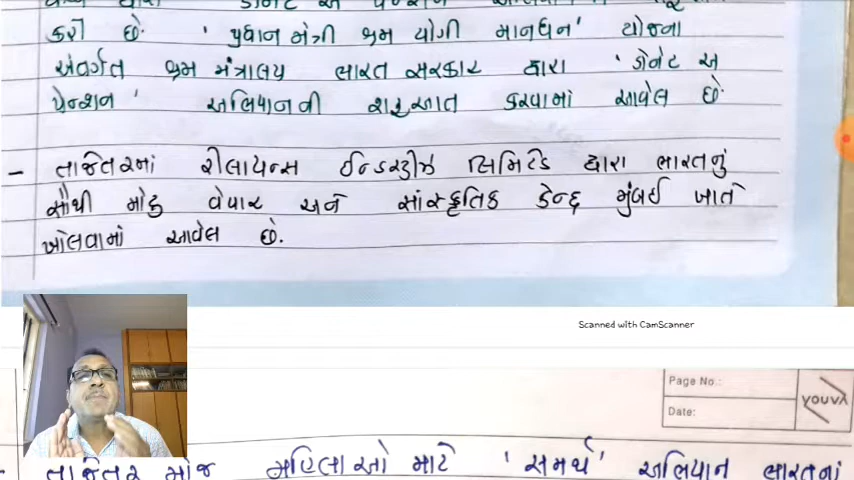 કરી છે. ' પ્રધાન મંત્રી શ્રમ યોગી માનધન' યોજના
અંતર્ગત શ્રમ મંત્રાલય ભારત સરકાર દ્વારા ' ડોનેટ અ
પેન્શન ' અભિયાનની શરૂઆત કરવામાં આવેલ છે
- તાજેતરમાં રીલાયન્સ ઈન્ડસ્ટ્રીઝ લિમિટેડ દ્વારા ભારતનું
સૌથી મોટુ વેપાર અને સાંસ્કૃતિક કેન્દ્ર મુંબઈ ખાતે
ખોલવામાં આવેલ છે.
Scanned with CamScanner
Page No.:
Date:
youva
- તાજેતરમાં જ મહિલાઓ માટે ' સમર્થ' અભિયાન ભારતનાં